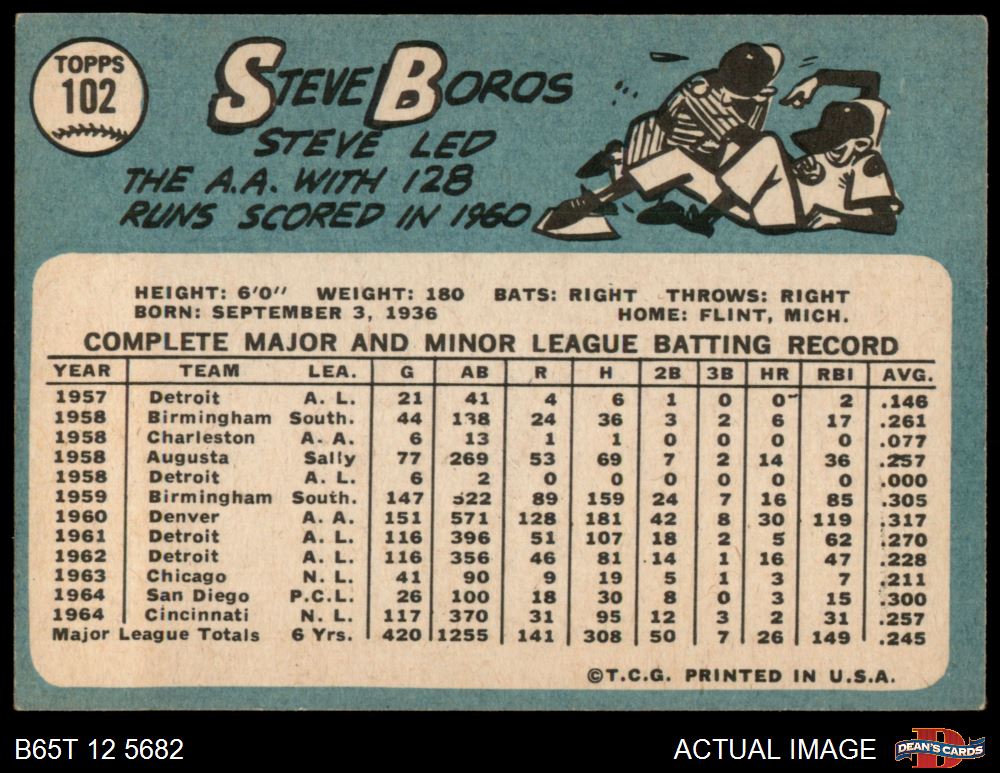 TOPPS
102
STEVE BOROS
STEVE LED
THE A.A. WITH 128
RUNS SCORED IN 1960
HEIGHT: 6'0" WEIGHT: 180 BATS: RIGHT THROWS: RIGHT
BORN: SEPTEMBER 3, 1936 HOME: FLINT, MICH.
COMPLETE MAJOR AND MINOR LEAGUE BATTING RECORD
YEAR TEAM LEA. G AB R H 2B 3B HR RBI AVG.
1957 Detroit A. L. 21 41 4 6 1 0 0 2 .146
1958 Birmingham South. 44 138 24 36 3 2 6 17 .261
1958 Charleston A. A. 6 13 1 1 0 0 0 0 .077
1958 Augusta Sally 77 269 53 69 7 2 14 36 .257
1958 Detroit A. L. 6 2 0 0 0 0 0 0 .000
1959 Birmingham South. 147 522 89 159 24 7 16 85 .305
1960 Denver A. A. 151 571 128 181 42 8 30 119 .317
1961 Detroit A. L. 116 396 51 107 18 2 5 62 .270
1962 Detroit A. L. 116 356 46 81 14 1 16 47 .228
1963 Chicago N. L. 41 90 9 19 5 1 3 7 .211
1964 San Diego P.C.L. 26 100 18 30 8 0 3 15 .300
1964 Cincinnati N. L. 117 370 31 95 12 3 2 31 .257
Major League Totals 6 Yrs. 420 1255 141 308 50 7 26 149 .245
©T.C.G. PRINTED IN U.S.A.
B65T 12 5682 ACTUAL IMAGE DEAN'S CARDS